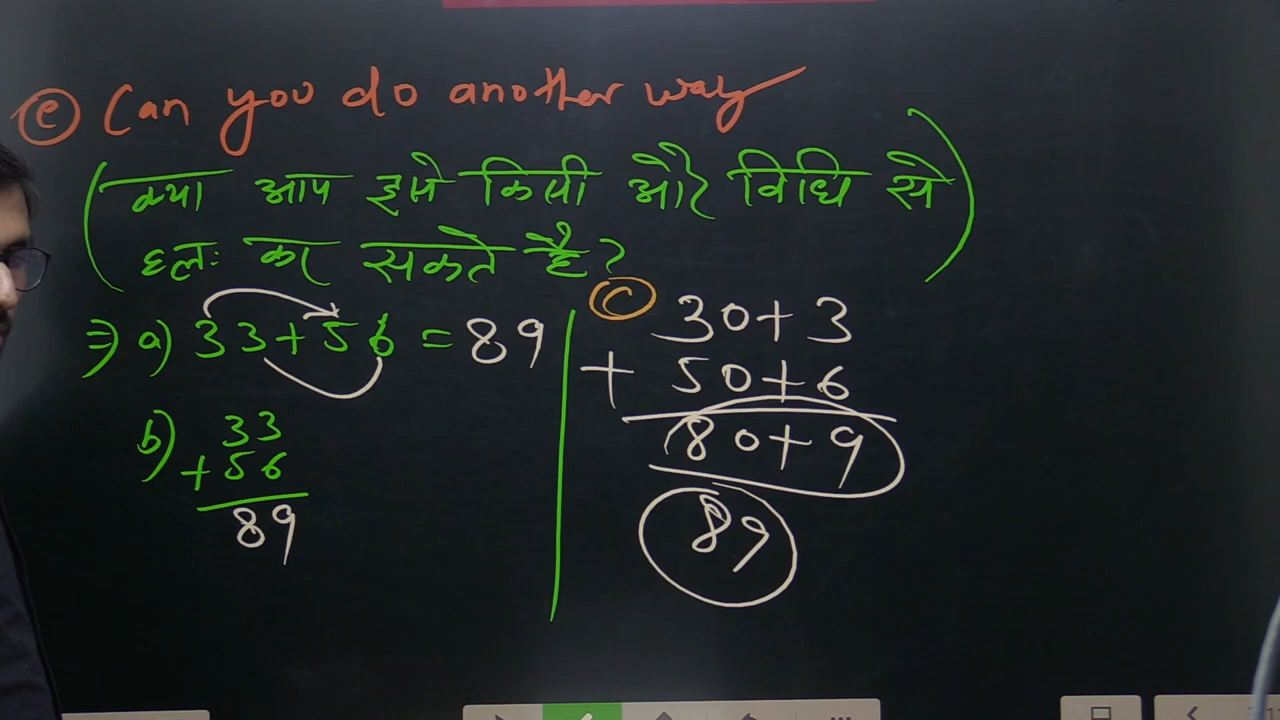 (e) Can you do another way
(क्या आप इसे किसी और विधि से
हलः कर सकते है?)
⇒ a) 33+56 = 89
b) 33
+ 56
89
(c) 30+3
+ 50+6
80+9
89